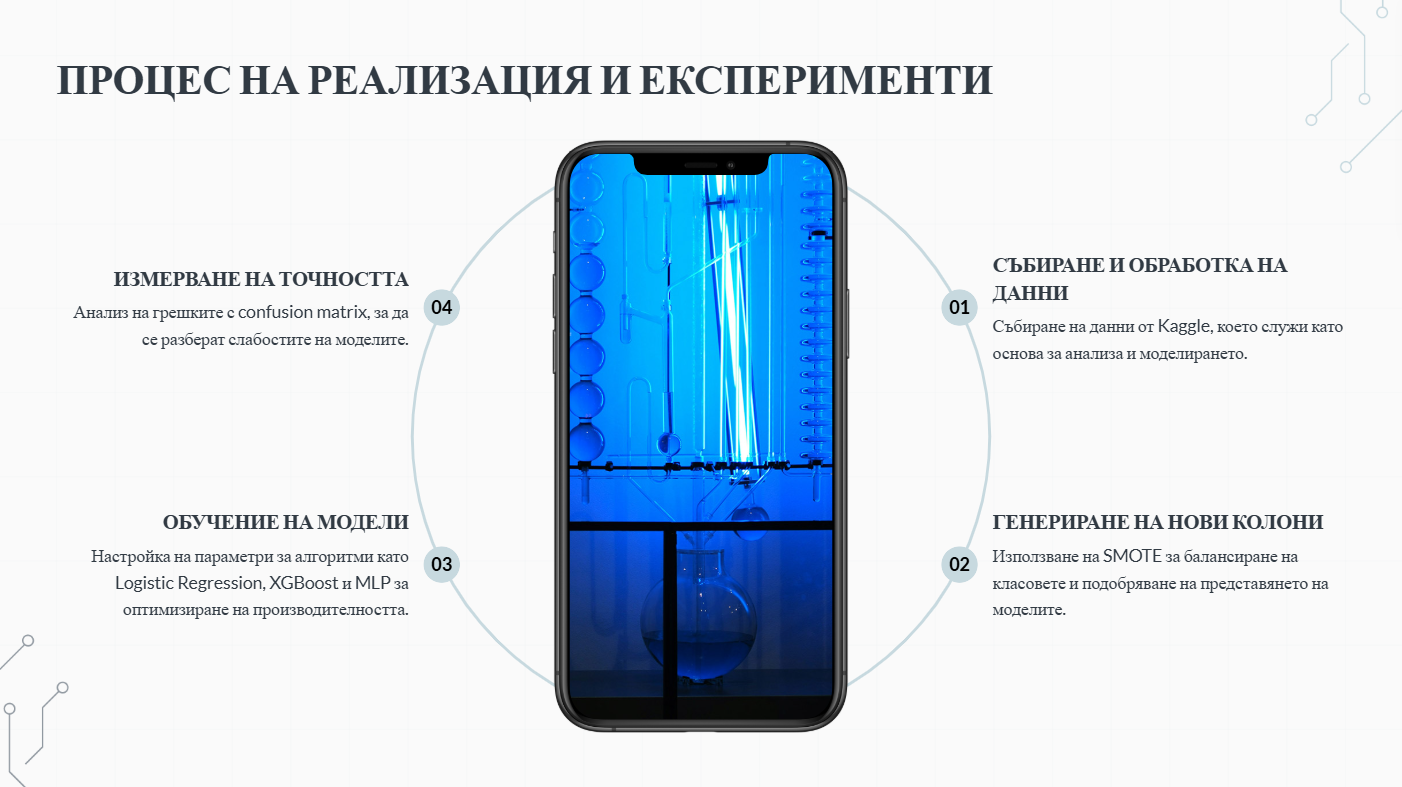 ПРОЦЕС НА РЕАЛИЗАЦИЯ И ЕКСПЕРИМЕНТИ
01
СЪБИРАНЕ И ОБРАБОТКА НА
ДАННИ
Събиране на данни от Kaggle, което служи като
основа за анализа и моделирането.
02
ГЕНЕРИРАНЕ НА НОВИ КОЛОНИ
Използване на SMOTE за балансиране на
класовете и подобряване на представянето на
моделите.
03
ОБУЧЕНИЕ НА МОДЕЛИ
Настройка на параметри за алгоритми като
Logistic Regression, XGBoost и MLP за
оптимизиране на производителността.
04
ИЗМЕРВАНЕ НА ТОЧНОСТТА
Анализ на грешките с confusion matrix, за да
се разберат слабостите на моделите.